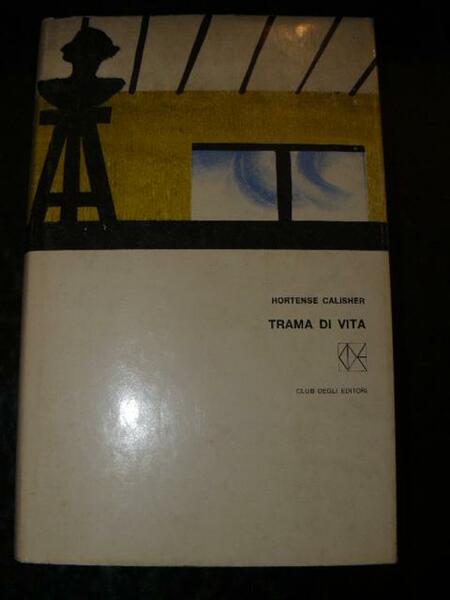 HORTENSE CALISHER
TRAMA DI VITA
CLUB DEGLI EDITORI